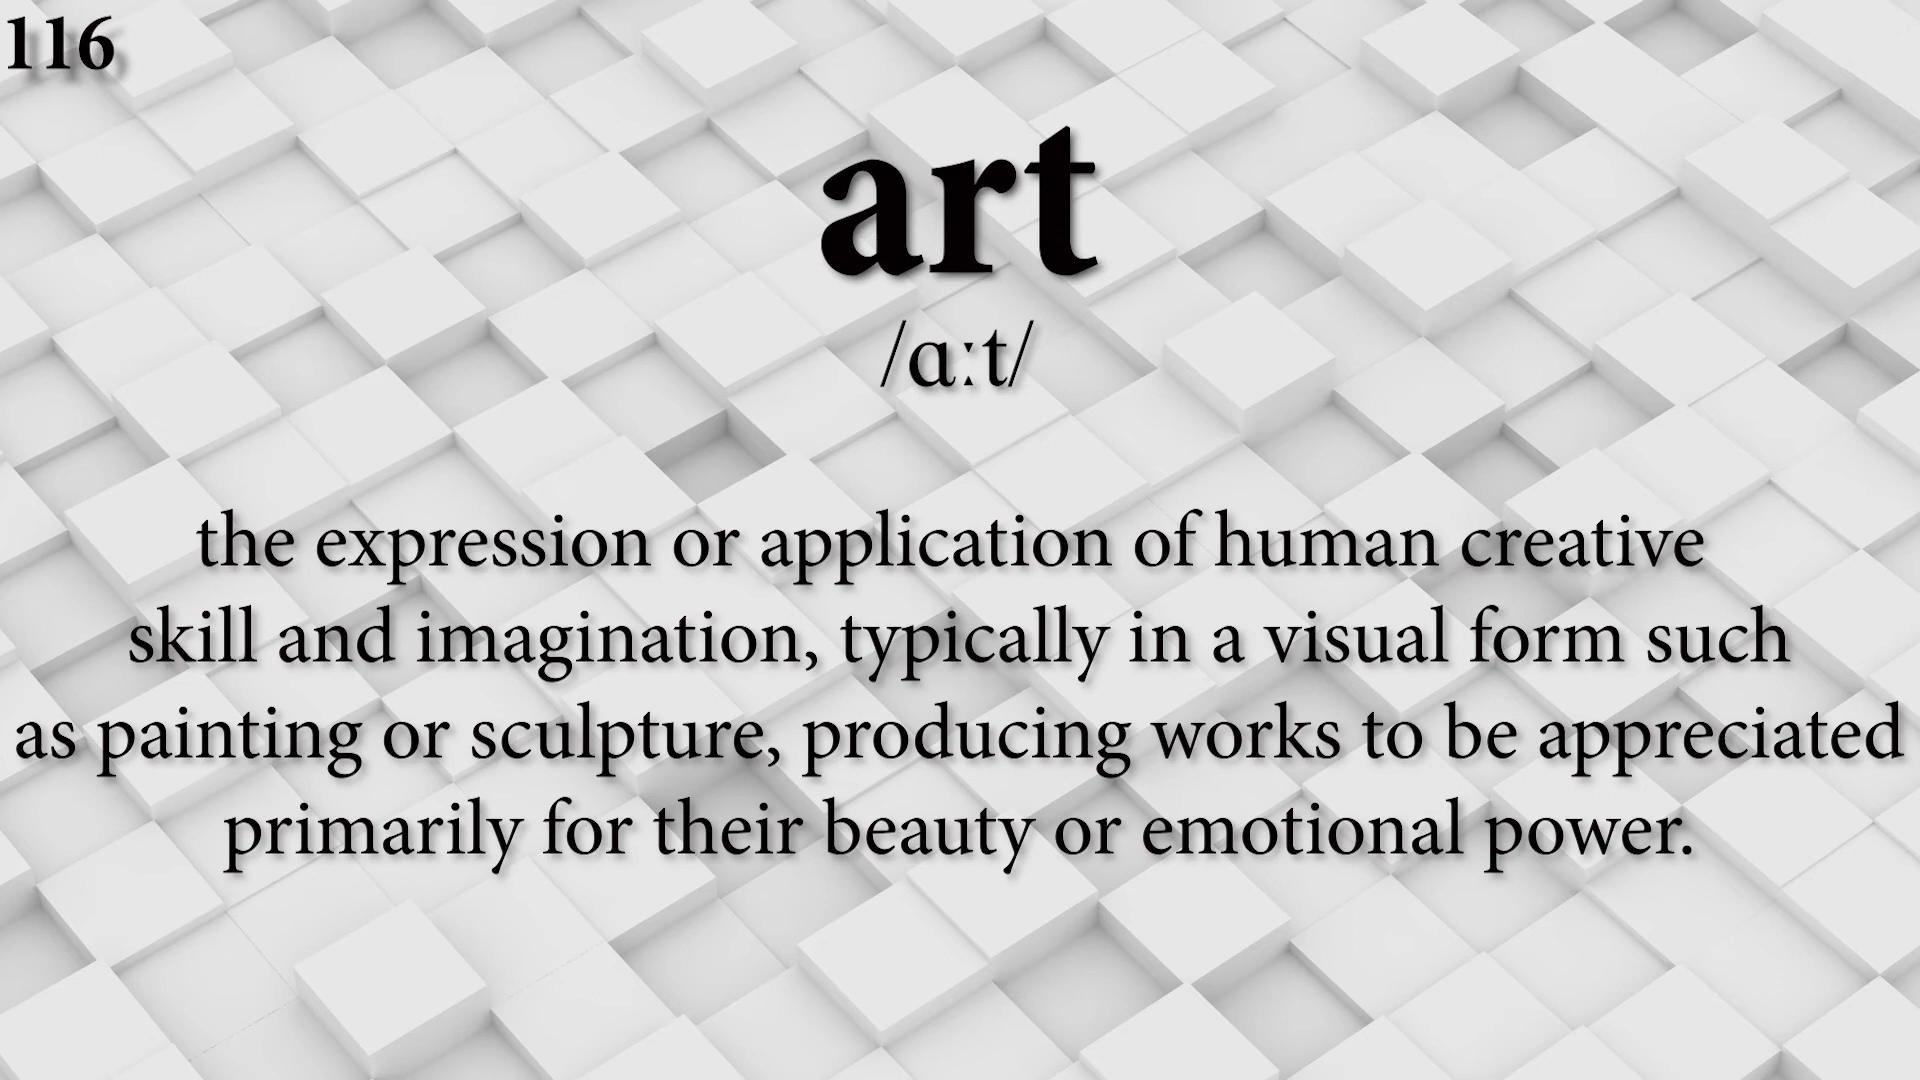 116
art
/ɑːt/
the expression or application of human creative
skill and imagination, typically in a visual form such
as painting or sculpture, producing works to be appreciated
primarily for their beauty or emotional power.